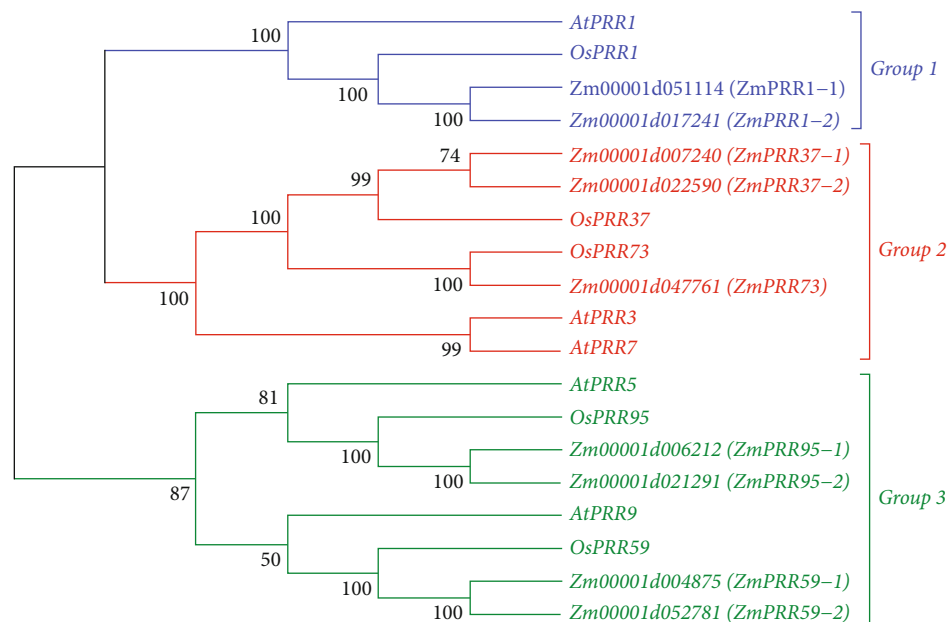 AtPRR1
100
OsPRR1
Group 1
100
Zm00001d051114 (ZmPRR1−1)
100
Zm00001d017241 (ZmPRR1−2)
74
Zm00001d007240 (ZmPRR37−1)
99
Zm00001d022590 (ZmPRR37−2)
100
OsPRR37
OsPRR73
Group 2
100
Zm00001d047761 (ZmPRR73)
100
AtPRR3
99
AtPRR7
81
AtPRR5
OsPRR95
100
Zm00001d006212 (ZmPRR95−1)
100
Zm00001d021291 (ZmPRR95−2)
87
Group 3
AtPRR9
50
OsPRR59
100
Zm00001d004875 (ZmPRR59−1)
100
Zm00001d052781 (ZmPRR59−2)